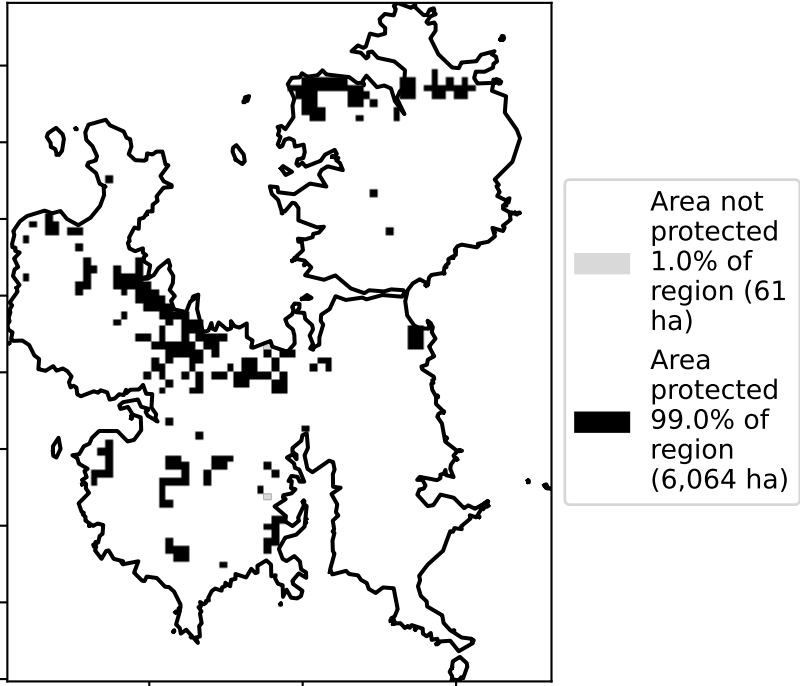 Area not
protected
1.0% of
region (61
ha)
Area
protected
99.0% of
region
(6,064 ha)